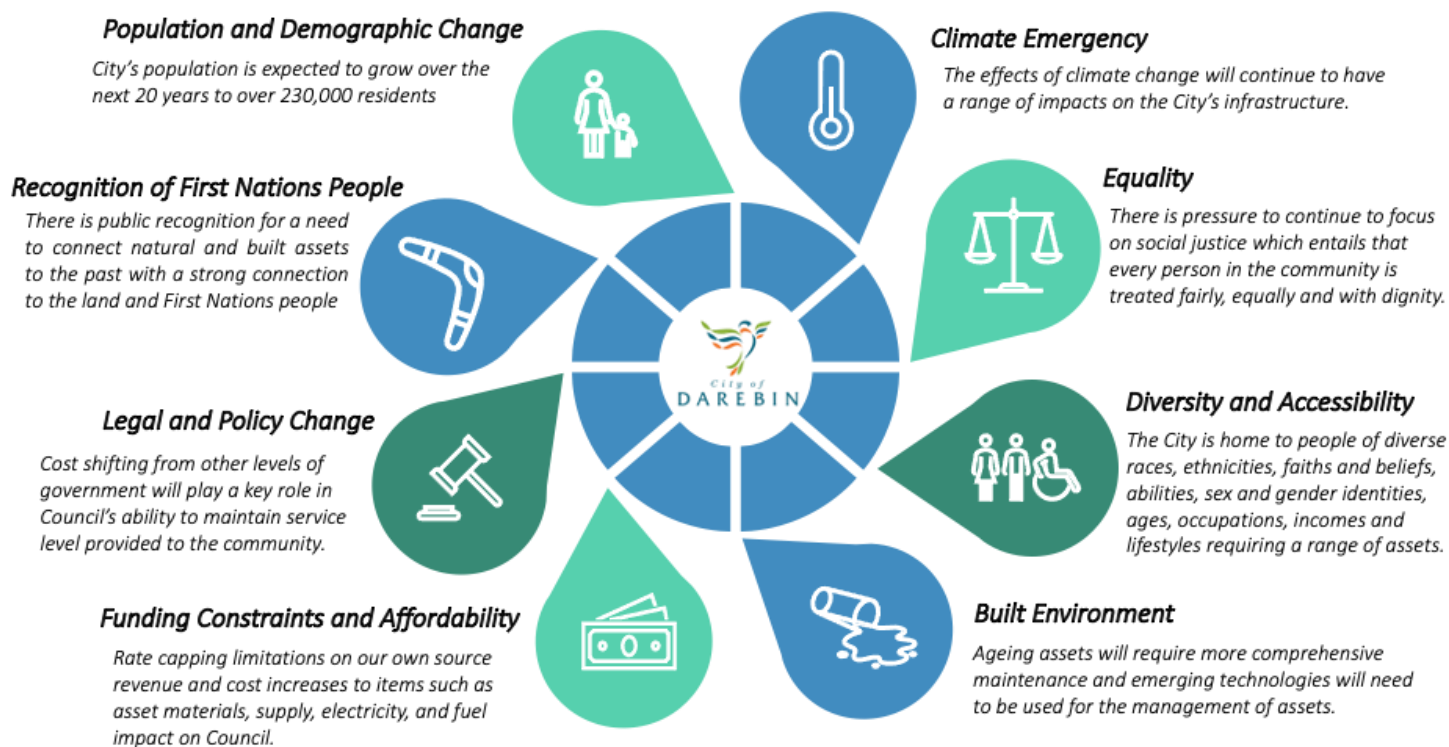 Population and Demographic Change
City's population is expected to grow over the
next 20 years to over 230,000 residents
Climate Emergency
The effects of climate change will continue to have
a range of impacts on the City's infrastructure.
Recognition of First Nations People
There is public recognition for a need
to connect natural and built assets
to the past with a strong connection
to the land and First Nations people
Equality
There is pressure to continue to focus
on social justice which entails that
every person in the community is
treated fairly, equally and with dignity.
City of
DAREBIN
Legal and Policy Change
Cost shifting from other levels of
government will play a key role in
Council's ability to maintain service
level provided to the community.
Diversity and Accessibility
The City is home to people of diverse
races, ethnicities, faiths and beliefs,
abilities, sex and gender identities,
ages, occupations, incomes and
lifestyles requiring a range of assets.
Funding Constraints and Affordability
Rate capping limitations on our own source
revenue and cost increases to items such as
asset materials, supply, electricity, and fuel
impact on Council.
Built Environment
Ageing assets will require more comprehensive
maintenance and emerging technologies will need
to be used for the management of assets.